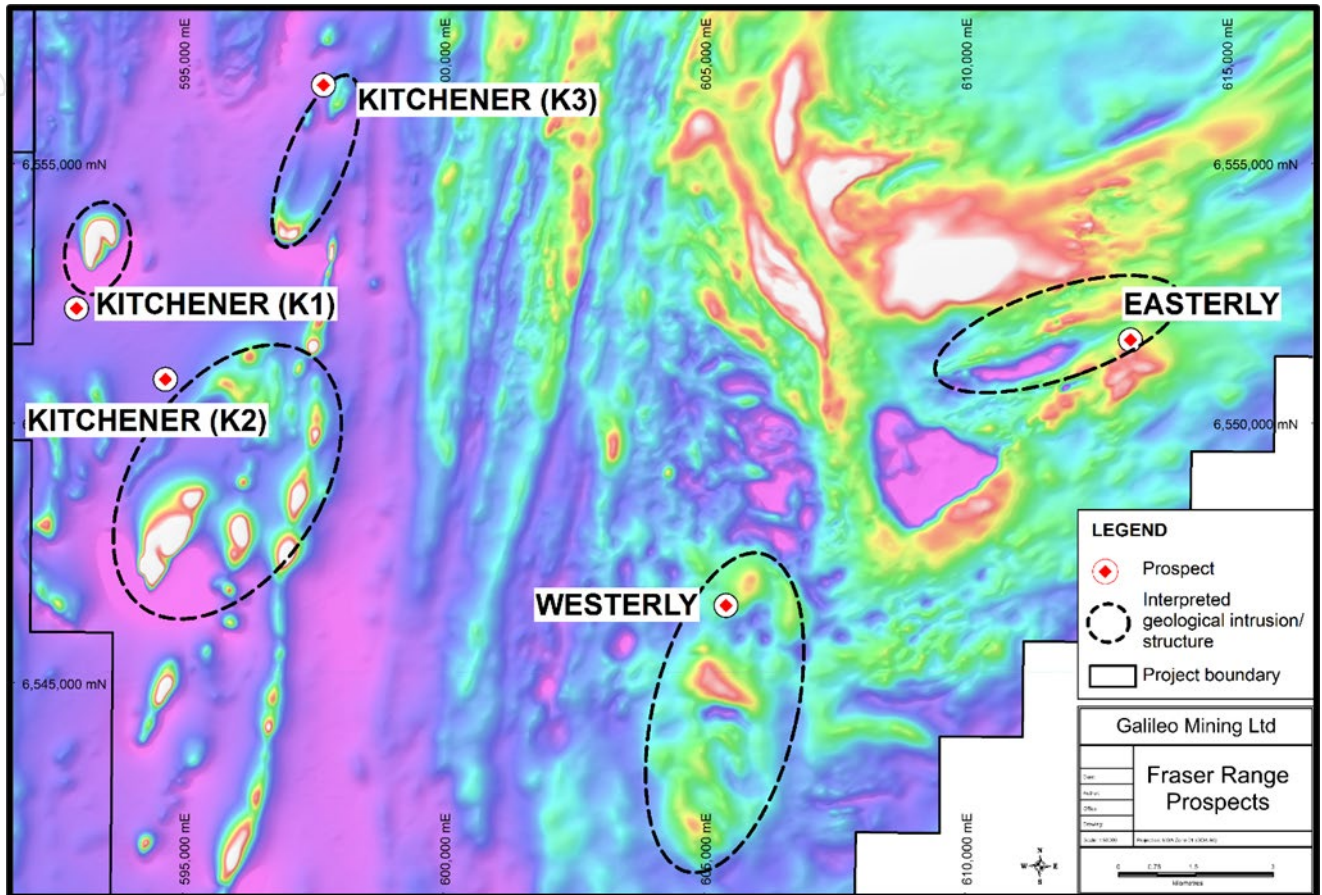 595,000 mE
00,000 mE
605,000 mE
610,000 mE
615,000 mE
KITCHENER (K3)
6,555,000 mN
6,555,000 mN
KITCHENER (K1)
EASTERLY
KITCHENER (K2)
6,550,000 mN
LEGEND
Prospect
Interpreted
geological intrusion/
structure
Project boundary
WESTERLY
6,545,000 mN
Galileo Mining Ltd
Fraser Range
Prospects
595,000 mE
600,000 mE
605,000 mE
610,000 mE
N
W
E
S
0 0.75 1.5 3
kilometres